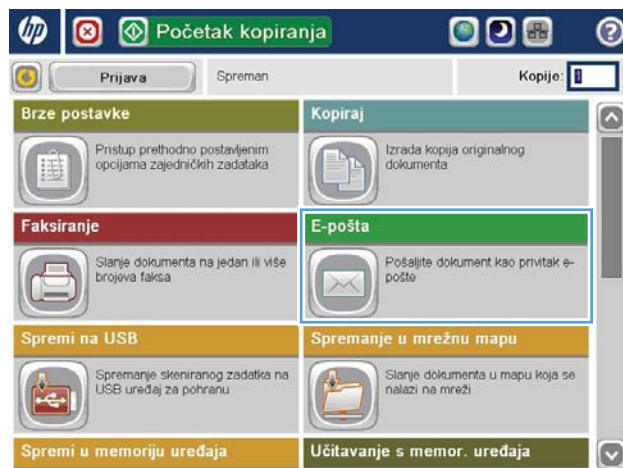 hp
Početak kopiranja
?
Prijava
Spreman
Kopije: 1
Brze postavke
Pristup prethodno postavljenim
opcijama zajedničkih zadataka
Kopiraj
Izrada kopija originalnog
dokumenta
Faksiranje
Slanje dokumenta na jedan ili više
brojeva faksa
E-pošta
Pošaljite dokument kao privitak e-
pošte
Spremi na USB
Spremanje skeniranog zadatka na
USB uređaj za pohranu
Spremanje u mrežnu mapu
Slanje dokumenta u mapu koja se
nalazi na mreži
Spremi u memoriju uređaja
Učitavanje s memor. uređaja